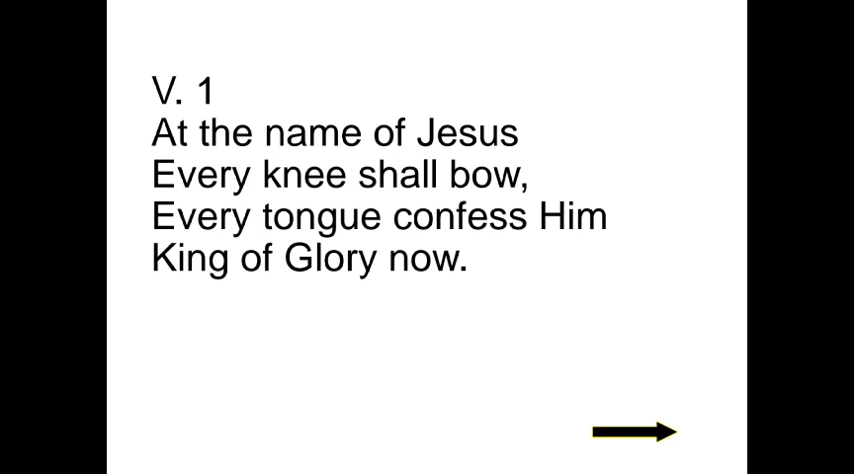 V. 1
At the name of Jesus
Every knee shall bow,
Every tongue confess Him
King of Glory now.